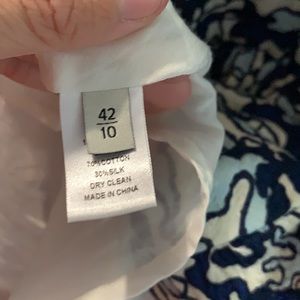 42
10
70%COTTON
30%SILK
DRY CLEAN
MADE IN CHINA